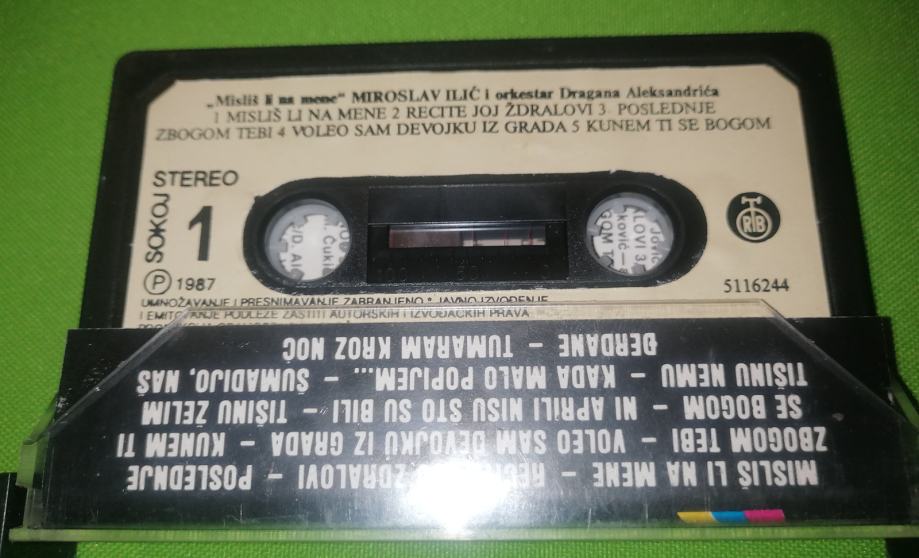 „Misliš li na mene“ MIROSLAV ILIĆ i orkestar Dragana Aleksandrića
1 MISLIŠ LI NA MENE 2 RECITE JOJ ŽDRALOVI 3. POSLEDNJE
ZBOGOM TEBI 4 VOLEO SAM DEVOJKU IZ GRADA 5 KUNEM TI SE BOGOM
STEREO
SOKOJ
1
P 1987
RTB
5116244
UMNOŽAVANJE I PRESNIMAVANJE ZABRANJENO * JAVNO IZVOĐENJE
I EMITOVANJE PODLEŽE ZAŠTITI AUTORSKIH I IZVOĐAČKIH PRAVA
MISLIŠ LI NA MENE – ŽDRALOVI – POSLEDNJE
ZBOGOM TEBI – VOLEO SAM DEVOJKU IZ GRADA – KUNEM TI
SE BOGOM – NI APRILI NISU STO SU BILI – TIŠINU ŽELIM
TIŠINU NEMU – KADA MALO POPIJEM... – ŠUMADIJO, NAŠ
ĐERDANE – TUMARAM KROZ NOĆ